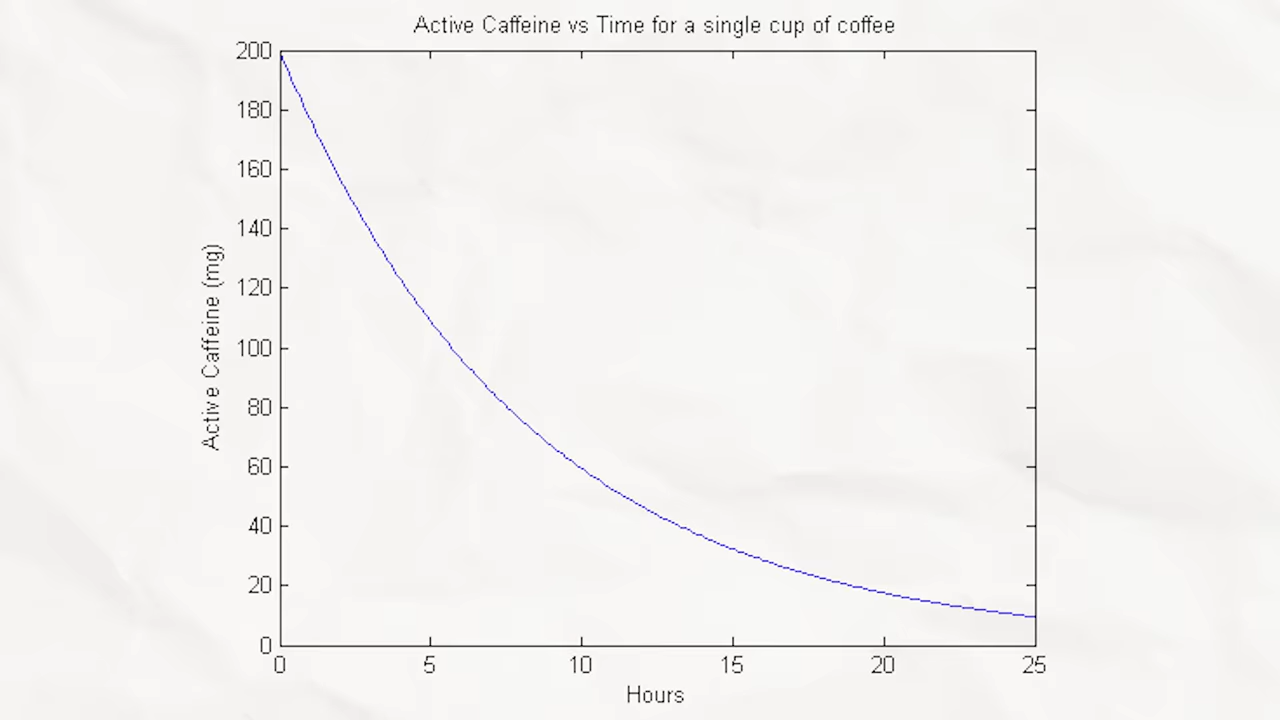 Active Caffeine vs Time for a single cup of coffee
200
180
160
140
120
100
80
60
40
20
0
Active Caffeine (mg)
0 5 10 15 20 25
Hours